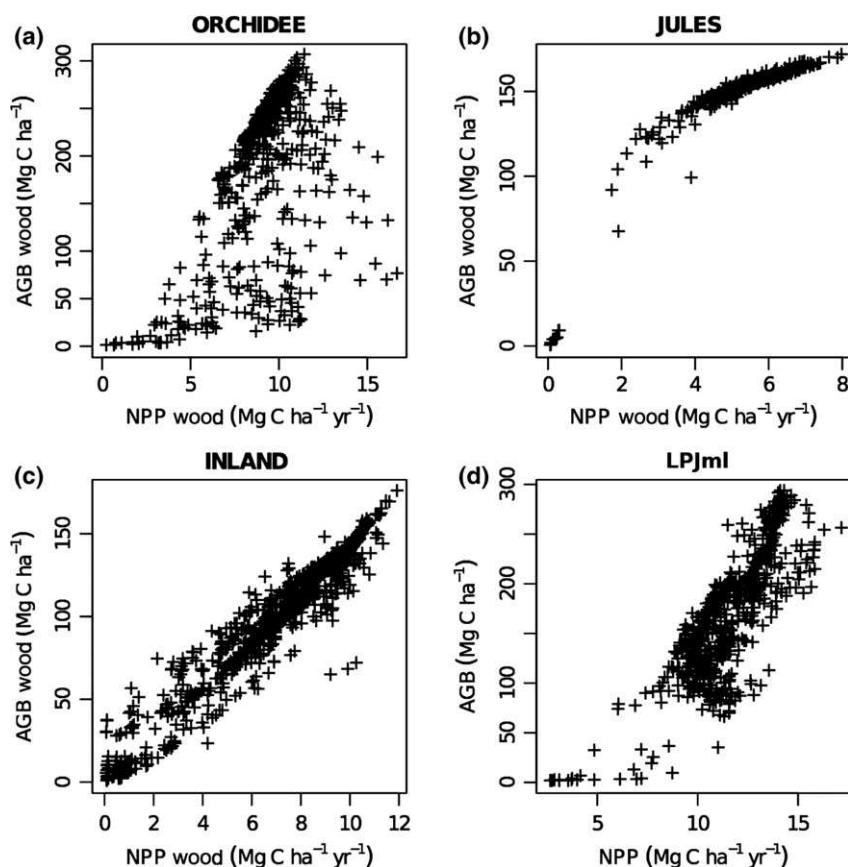 (a) ORCHIDEE
AGB wood (Mg C ha⁻¹)
0 50 100 200 300
0 5 10 15
NPP wood (Mg C ha⁻¹ yr⁻¹)
(b) JULES
AGB wood (Mg C ha⁻¹)
0 50 100 150
0 2 4 6 8
NPP wood (Mg C ha⁻¹ yr⁻¹)
(c) INLAND
AGB wood (Mg C ha⁻¹)
0 50 100 150
0 2 4 6 8 10 12
NPP wood (Mg C ha⁻¹ yr⁻¹)
(d) LPJml
AGB (Mg C ha⁻¹)
0 50 100 200 300
5 10 15
NPP (Mg C ha⁻¹ yr⁻¹)